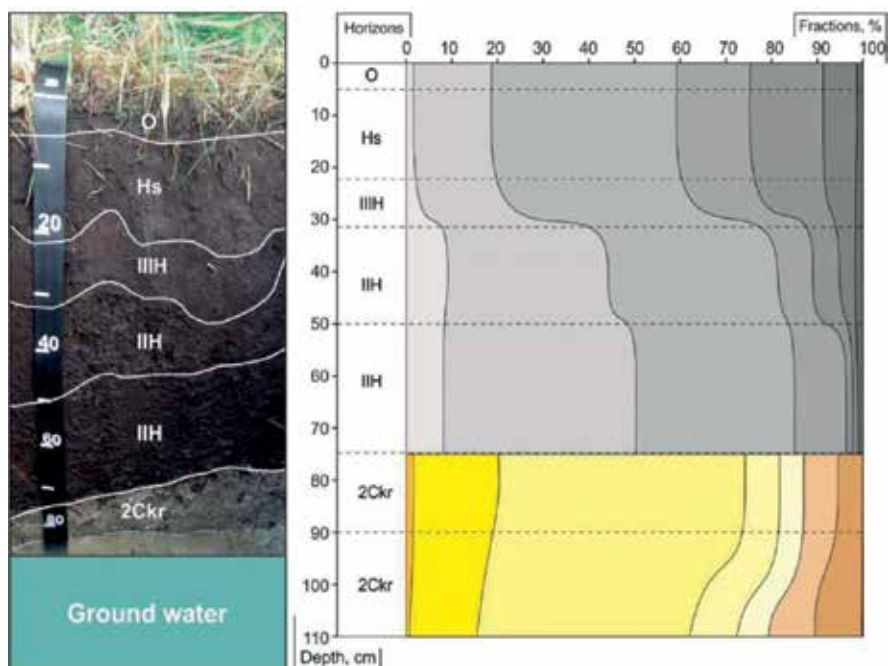 O
Hs
20
IIIH
IIH
40
IIH
60
2Ckr
80
Ground water
Horizons
Fractions, %
0 10 20 30 40 50 60 70 80 90 100
0
O
10
Hs
20
IIIH
30
IIH
40
50
IIH
60
70
80
2Ckr
90
2Ckr
100
110
Depth, cm